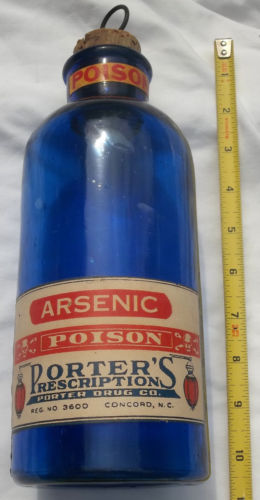 POISON
ARSENIC
POISON
PORTER'S
PRESCRIPTIONS
PORTER DRUG CO.
REG. NO 3600 CONCORD, N.C.
1
2
3
4
5
6
7
8
9
10